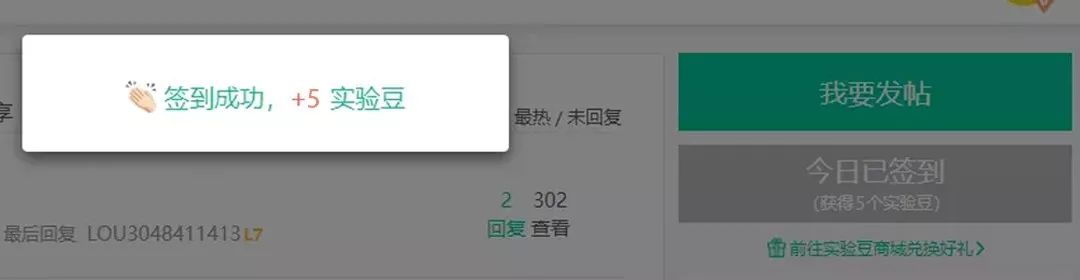 签到成功，+5 实验豆
享
最热 / 未回复
我要发帖
今日已签到
(获得5个实验豆)
2 302
回复 查看
最后回复 LOU3048411413 L7
前往实验豆商城兑换好礼